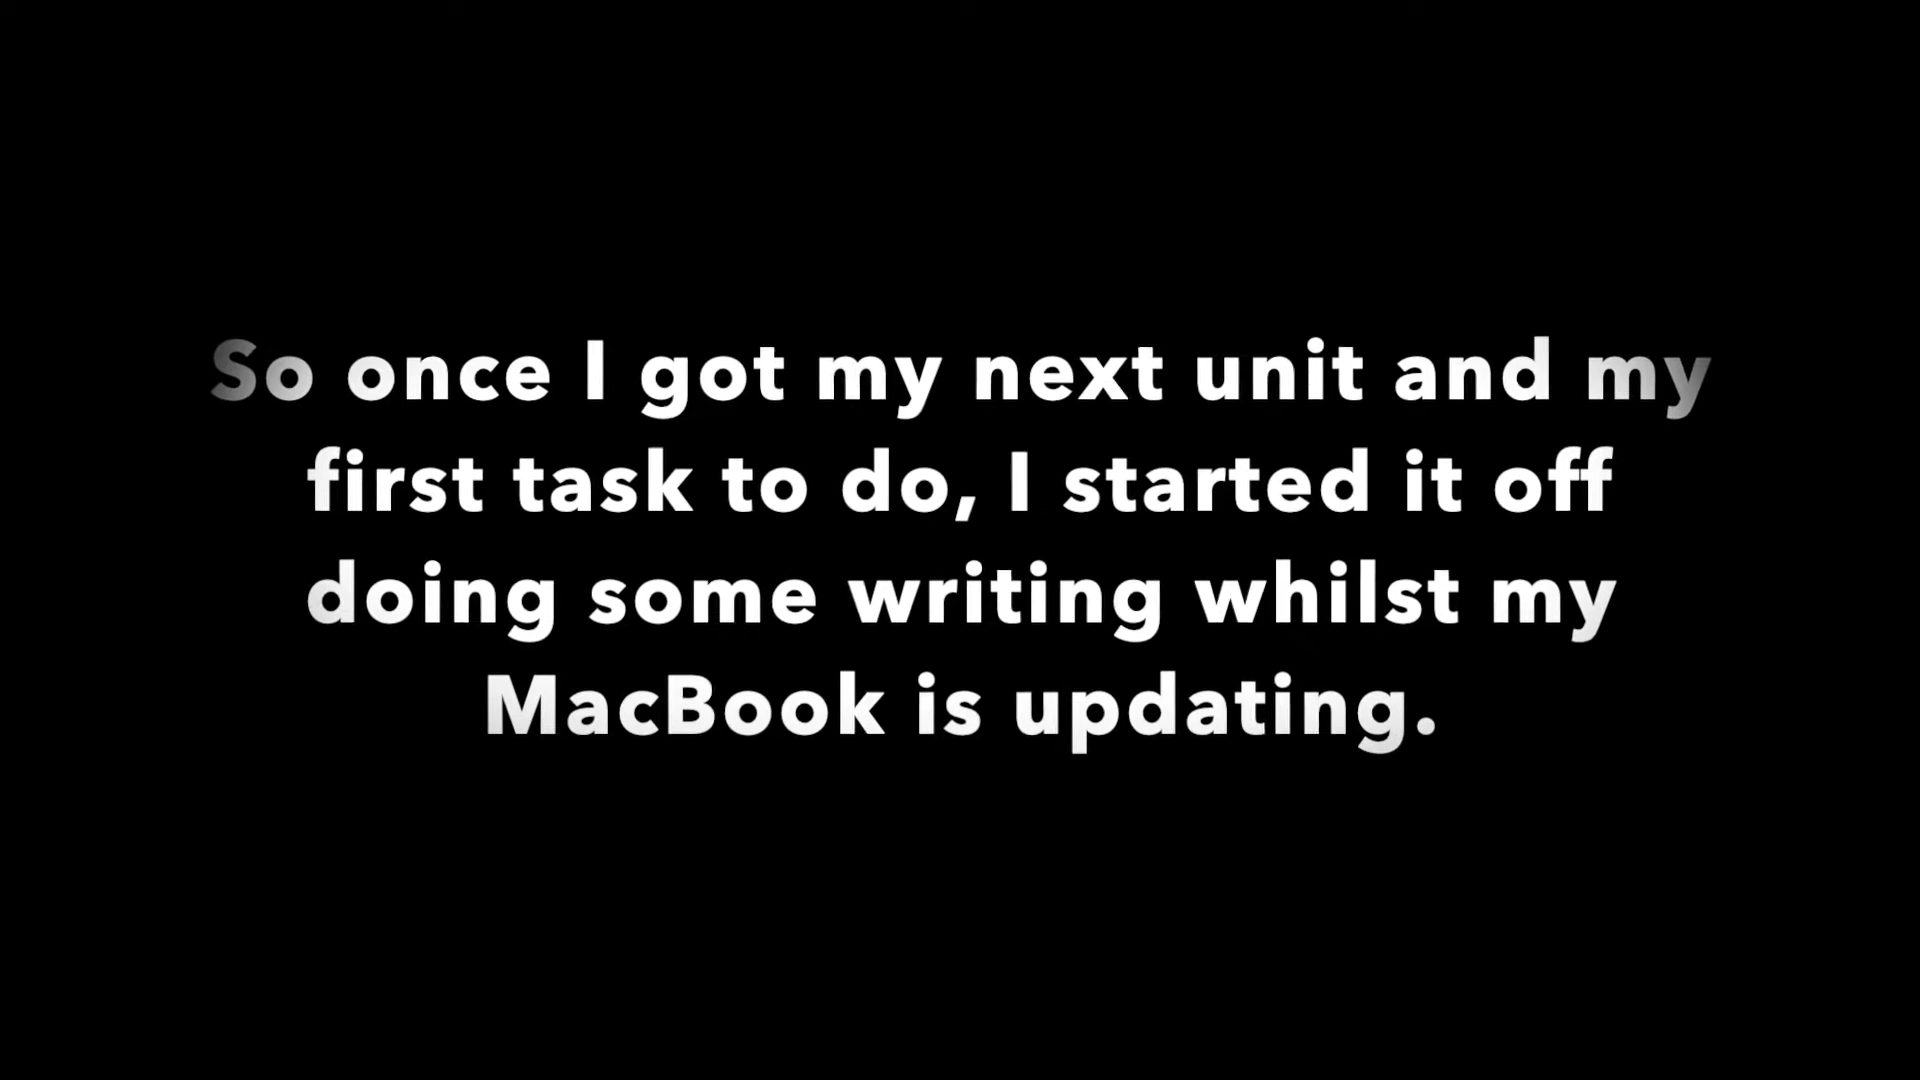 So once I got my next unit and my
first task to do, I started it off
doing some writing whilst my
MacBook is updating.